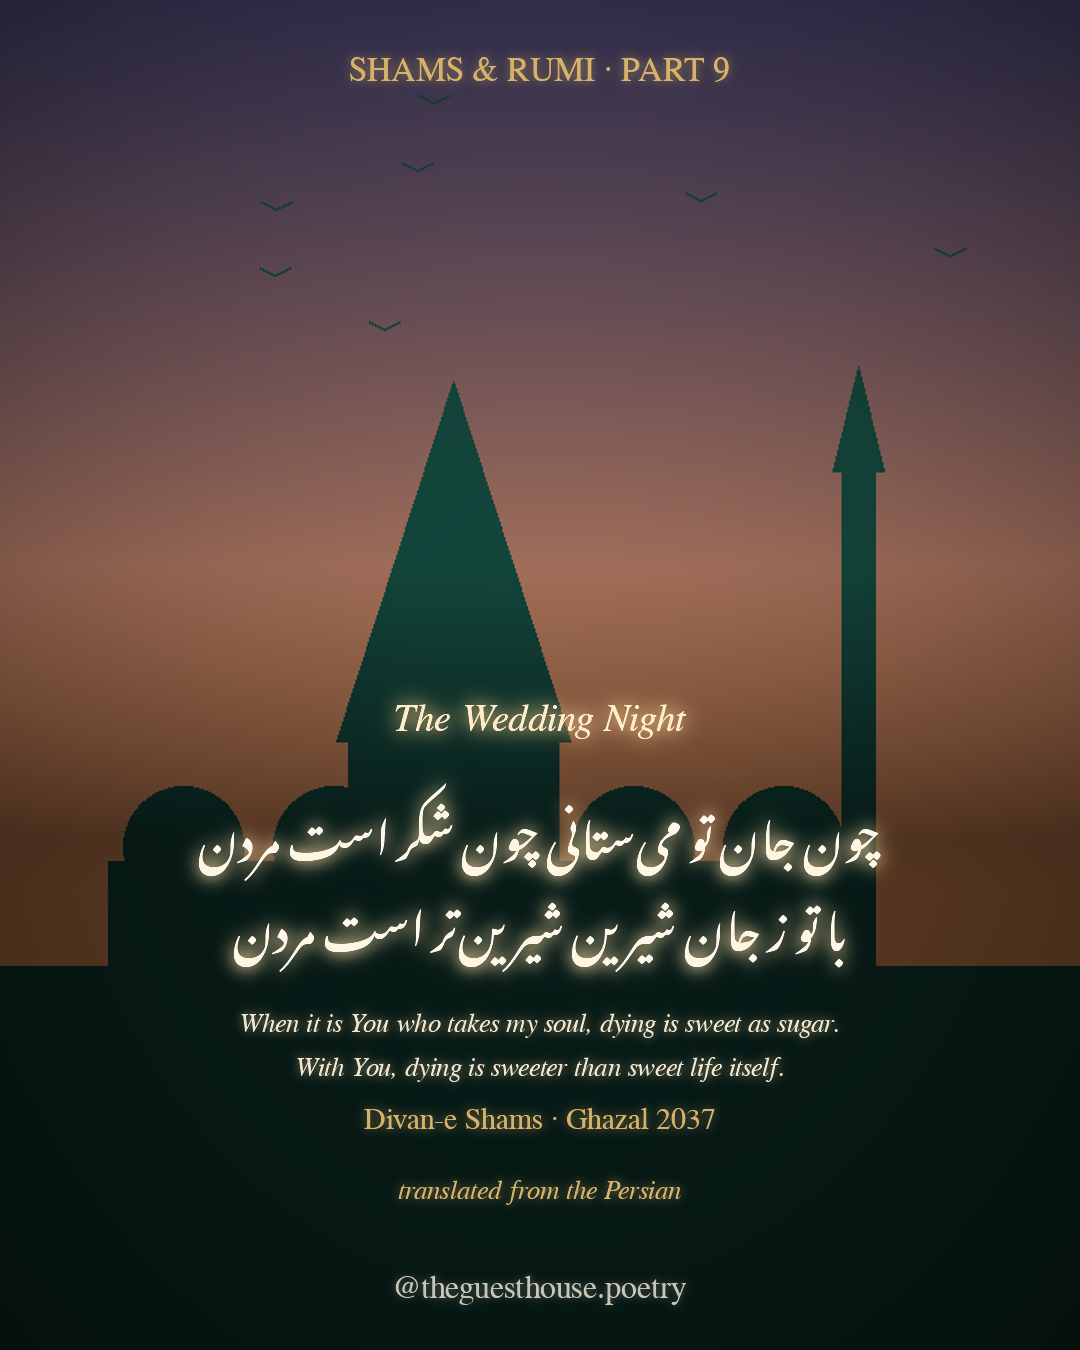 SHAMS & RUMI · PART 9
The Wedding Night
چون جان تو می‌ستانی چون شکر است مردن
با تو ز جان شیرین شیرین‌تر است مردن
When it is You who takes my soul, dying is sweet as sugar.
With You, dying is sweeter than sweet life itself.
Divan-e Shams · Ghazal 2037
translated from the Persian
@theguesthouse.poetry